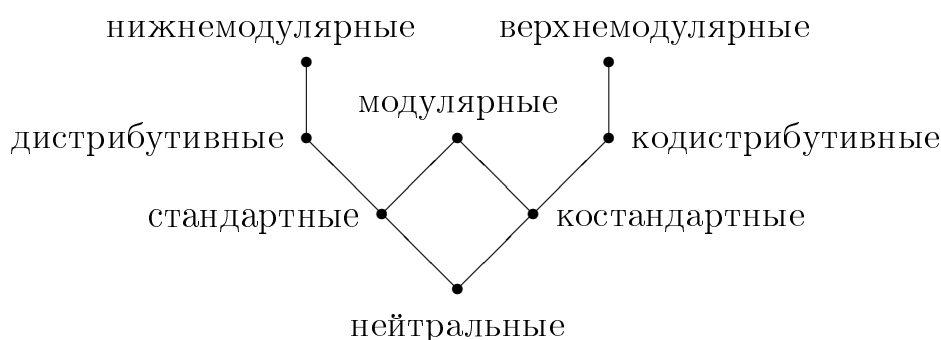 нижнемодулярные верхнемодулярные
модулярные
дистрибутивные кодистрибутивные
стандартные костандартные
нейтральные